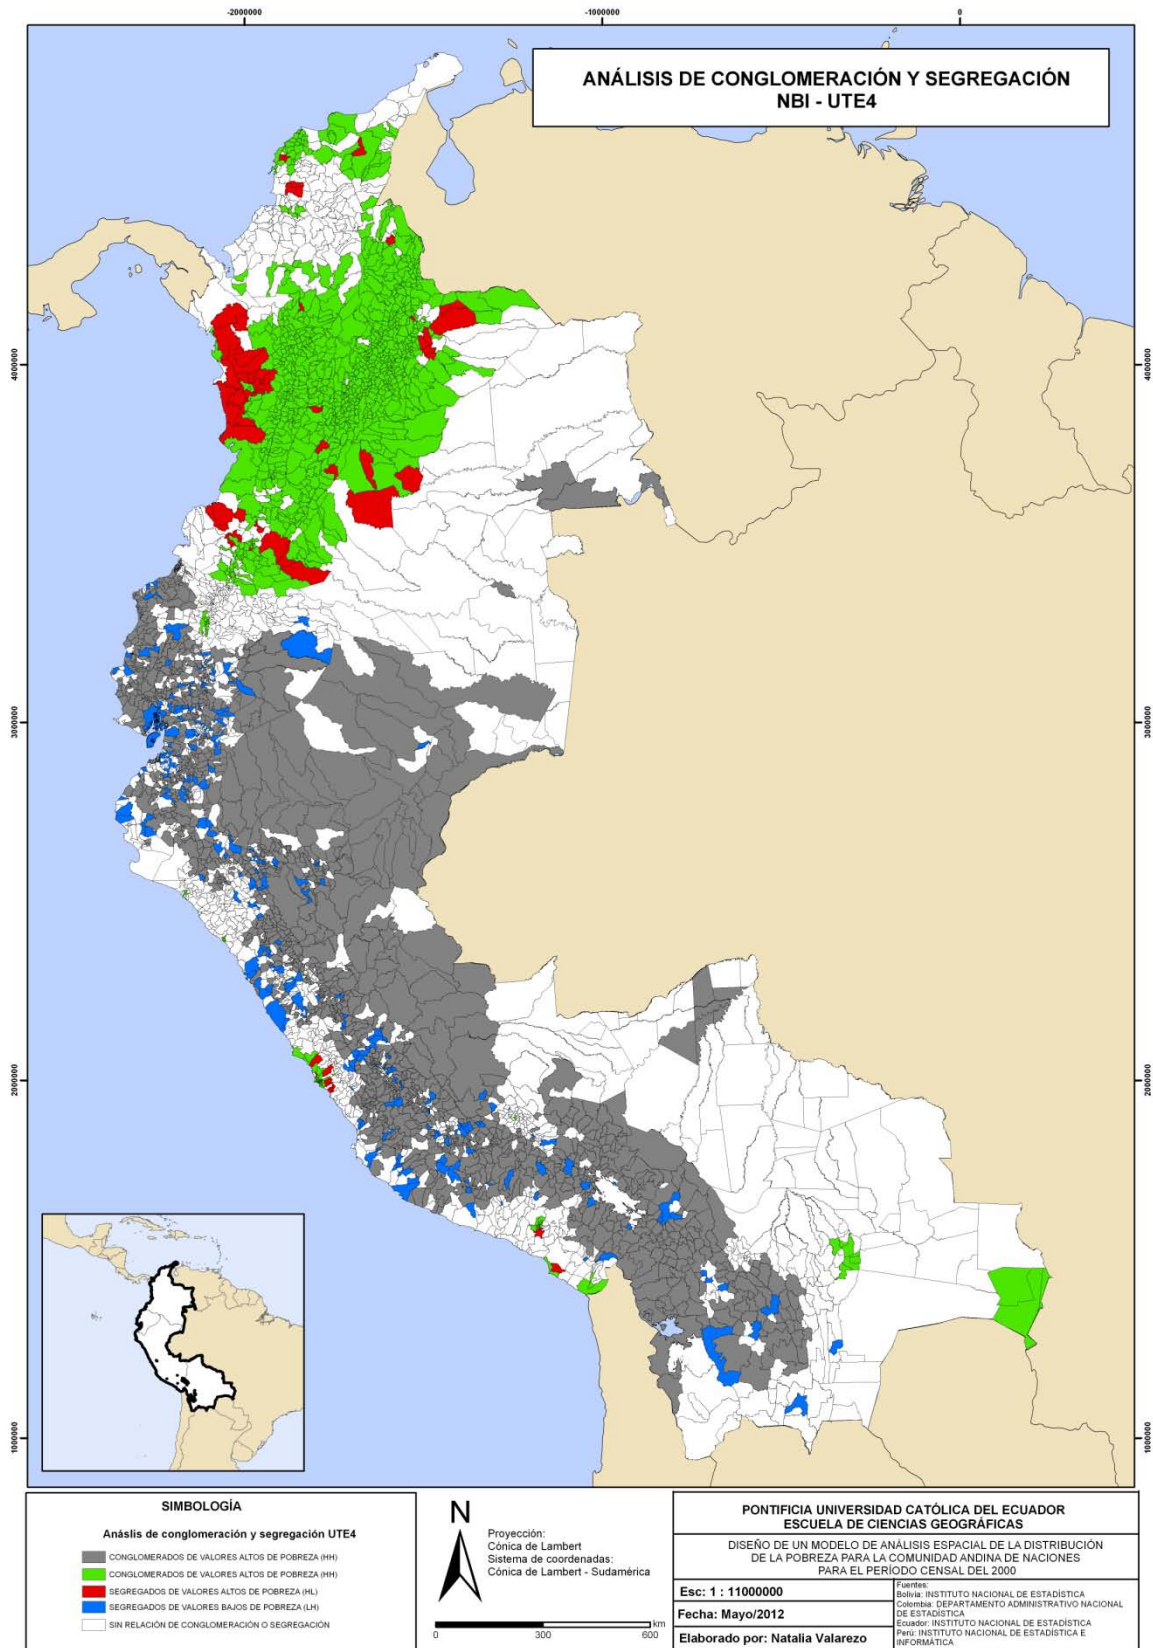 -2000000
-1000000
0
ANÁLISIS DE CONGLOMERACIÓN Y SEGREGACIÓN
NBI - UTE4
4000000
4000000
3000000
3000000
2000000
2000000
1000000
1000000
SIMBOLOGÍA
Anáslis de conglomeración y segregación UTE4
CONGLOMERADOS DE VALORES ALTOS DE POBREZA (HH)
CONGLOMERADOS DE VALORES ALTOS DE POBREZA (HH)
SEGREGADOS DE VALORES ALTOS DE POBREZA (HL)
SEGREGADOS DE VALORES BAJOS DE POBREZA (LH)
SIN RELACIÓN DE CONGLOMERACIÓN O SEGREGACIÓN
N
Proyección:
Cónica de Lambert
Sistema de coordenadas:
Cónica de Lambert - Sudamérica
km
0 300 600
PONTIFICIA UNIVERSIDAD CATÓLICA DEL ECUADOR
ESCUELA DE CIENCIAS GEOGRÁFICAS
DISEÑO DE UN MODELO DE ANÁLISIS ESPACIAL DE LA DISTRIBUCIÓN
DE LA POBREZA PARA LA COMUNIDAD ANDINA DE NACIONES
PARA EL PERÍODO CENSAL DEL 2000
Esc: 1 : 11000000
Fecha: Mayo/2012
Elaborado por: Natalia Valarezo
Fuentes:
Bolivia: INSTITUTO NACIONAL DE ESTADÍSTICA
Colombia: DEPARTAMENTO ADMINISTRATIVO NACIONAL
DE ESTADÍSTICA
Ecuador: INSTITUTO NACIONAL DE ESTADÍSTICA
Perú: INSTITUTO NACIONAL DE ESTADÍSTICA E
INFORMÁTICA